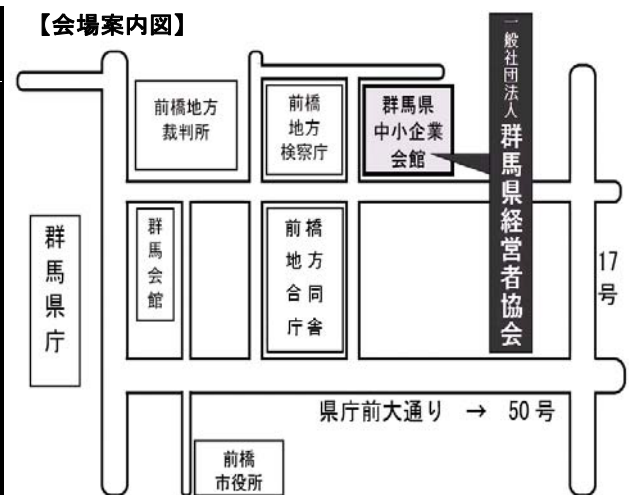 【会場案内図】
前橋地方
裁判所
前橋
地方
検察庁
群馬県
中小企業
会館
一般社団法人 群馬県経営者協会
群馬県庁
群馬会館
前橋
地方
合同
庁舎
17
号
県庁前大通り → 50号
前橋
市役所